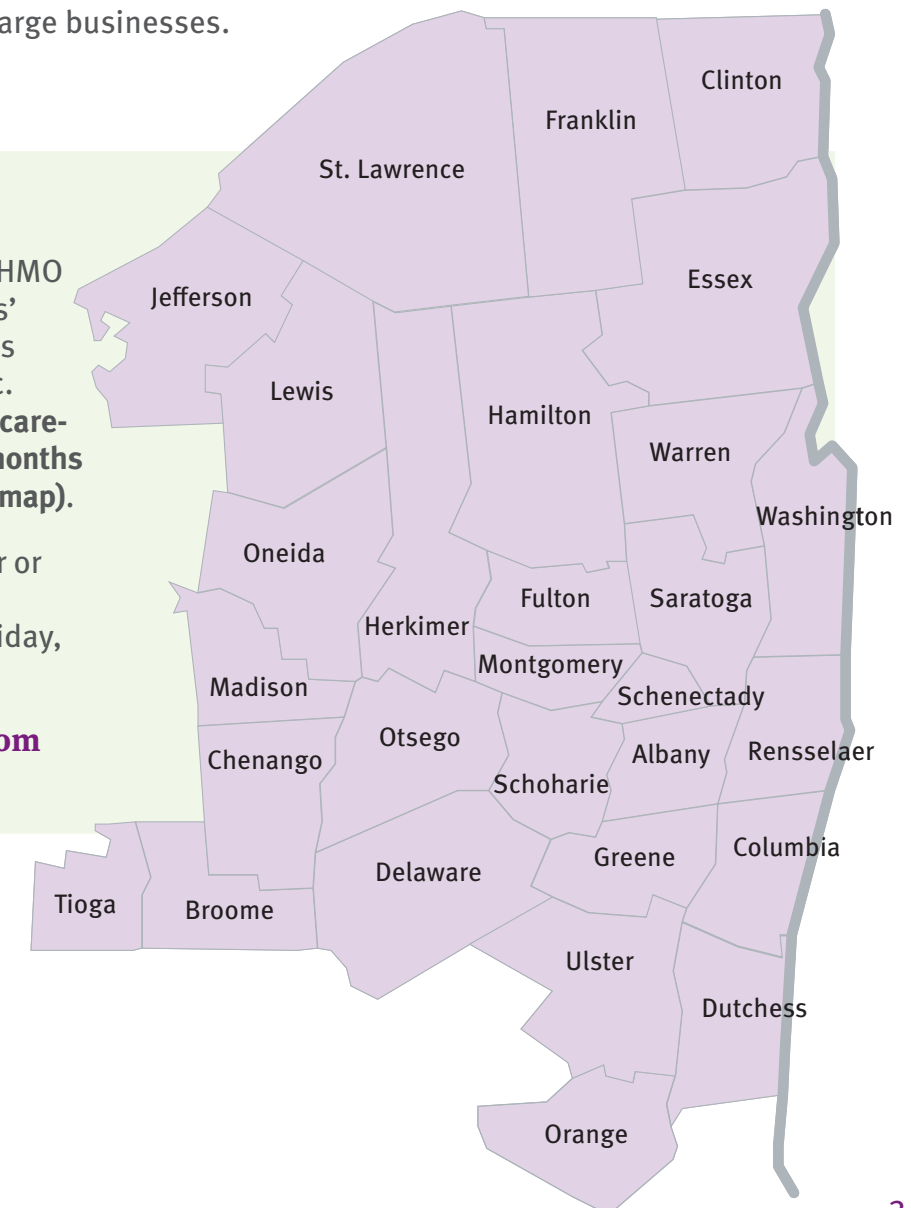 arge businesses.
HMO
s’
s
c.
care-
months
map).
r or
iday,
om
Clinton
Franklin
St. Lawrence
Essex
Jefferson
Lewis
Hamilton
Warren
Washington
Oneida
Fulton
Saratoga
Herkimer
Montgomery
Madison
Schenectady
Otsego
Albany
Rensselaer
Chenango
Schoharie
Columbia
Greene
Delaware
Tioga
Broome
Ulster
Dutchess
Orange